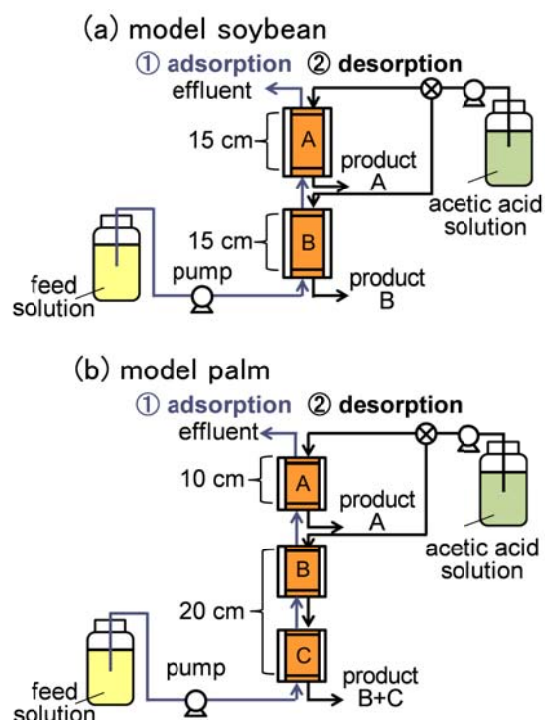 (a) model soybean
① adsorption ② desorption
effluent
A
15 cm
product
A
acetic acid
solution
B
15 cm
pump
feed
solution
product
B
(b) model palm
① adsorption ② desorption
effluent
A
10 cm
product
A
acetic acid
solution
B
20 cm
C
pump
feed
solution
product
B+C